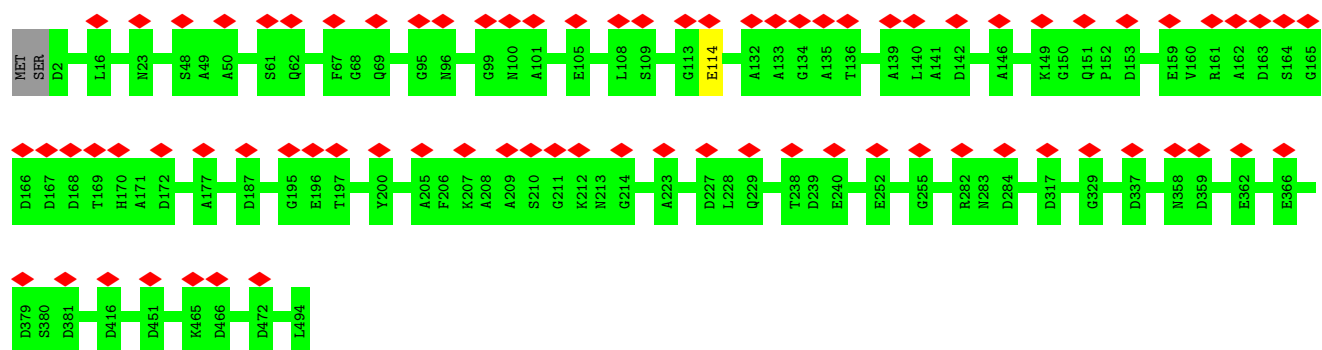 MET SER D2 L16 N23 S48 A49 A50 S61 Q62 F67 G68 Q69 G95 N96 G99 N100 A101 E105 L108 S109 G113 E114 A132 A133 G134 A135 T136 A139 L140 A141 D142 A146 K149 G150 Q151 P152 D153 E159 V160 R161 A162 D163 S164 G165
D166 D167 D168 T169 H170 A171 D172 A177 D187 G195 E196 T197 Y200 A205 F206 K207 A208 A209 S210 G211 K212 N213 G214 A223 D227 L228 Q229 T238 D239 E240 E252 G255 R282 N283 D284 D317 G329 D337 N358 D359 E362 E366
D379 S380 D381 D416 D451 K465 D466 D472 L494